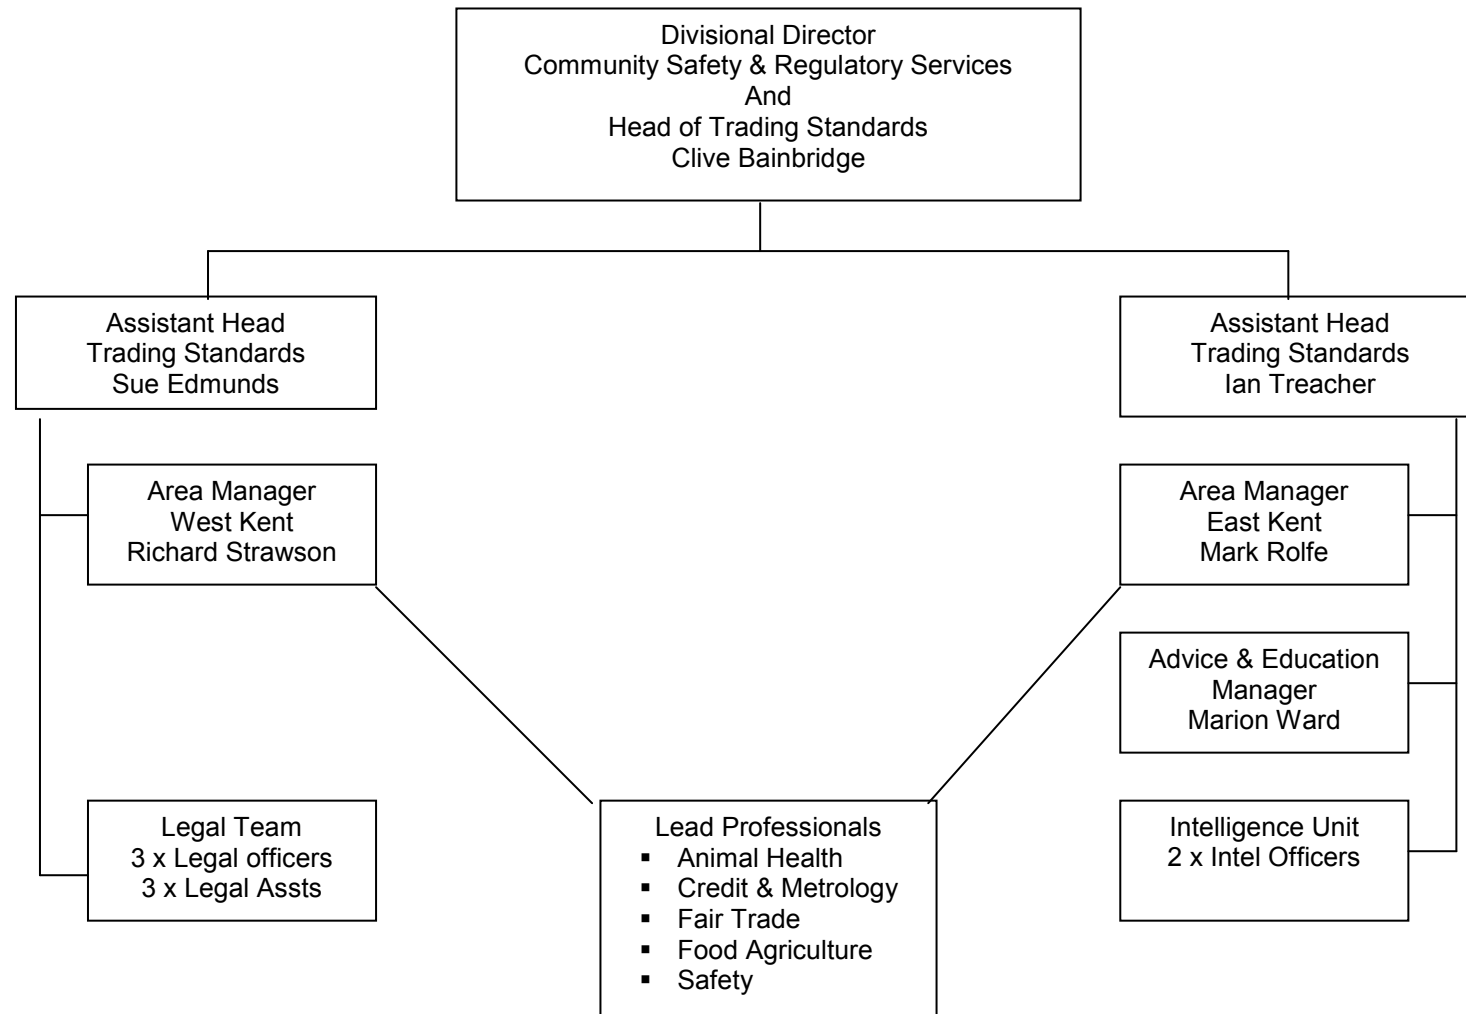 Divisional Director
Community Safety & Regulatory Services
And
Head of Trading Standards
Clive Bainbridge
Assistant Head
Trading Standards
Sue Edmunds
Assistant Head
Trading Standards
Ian Treacher
Area Manager
West Kent
Richard Strawson
Area Manager
East Kent
Mark Rolfe
Advice & Education
Manager
Marion Ward
Legal Team
3 x Legal officers
3 x Legal Assts
Lead Professionals
▪ Animal Health
▪ Credit & Metrology
▪ Fair Trade
▪ Food Agriculture
▪ Safety
Intelligence Unit
2 x Intel Officers